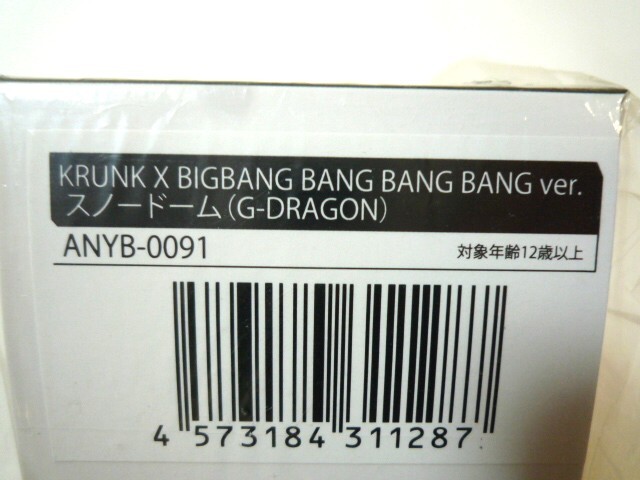 KRUNK X BIGBANG BANG BANG BANG ver.
スノードーム(G-DRAGON)
ANYB-0091
対象年齢12歳以上
4 573184 311287